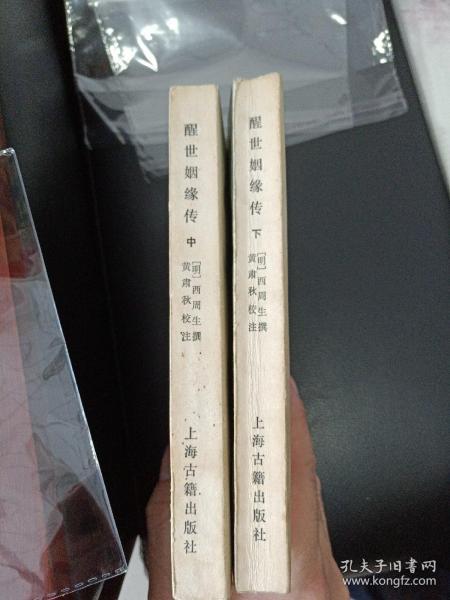 醒世姻缘传
中
[明]西周生撰
黄肃秋校注
上海古籍出版社
醒世姻缘传
下
[明]西周生撰
黄肃秋校注
上海古籍出版社
孔夫子旧书网
www.kongfz.com